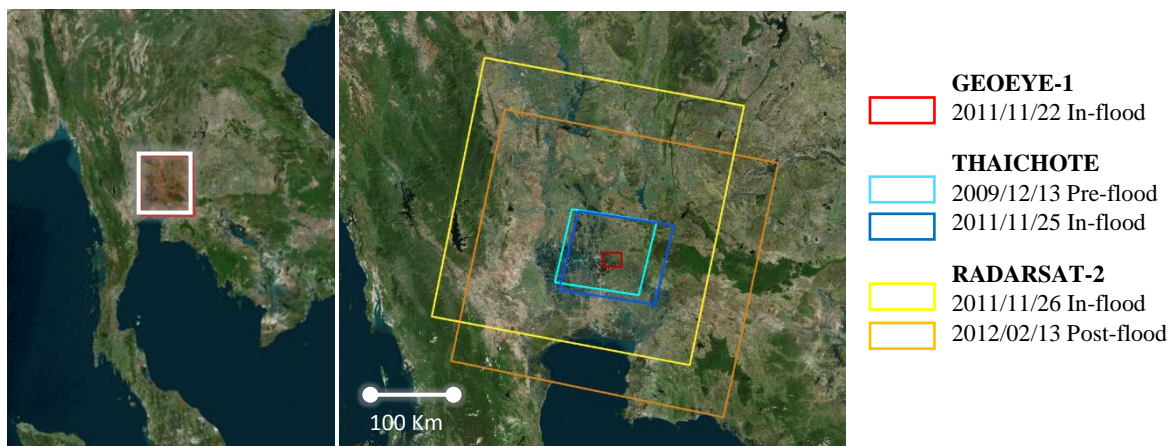 GEOEYE-1
2011/11/22 In-flood
THAICHOTE
2009/12/13 Pre-flood
2011/11/25 In-flood
RADARSAT-2
2011/11/26 In-flood
2012/02/13 Post-flood
100 Km